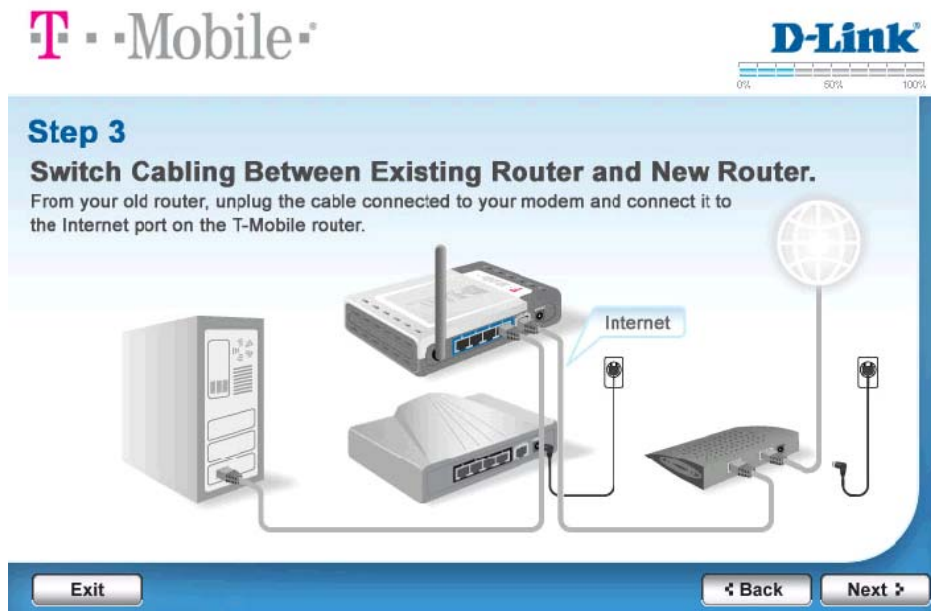 T··Mobile·
D-Link
0% 50% 100%
Step 3
Switch Cabling Between Existing Router and New Router.
From your old router, unplug the cable connected to your modem and connect it to
the Internet port on the T-Mobile router.
Internet
Exit
Back
Next